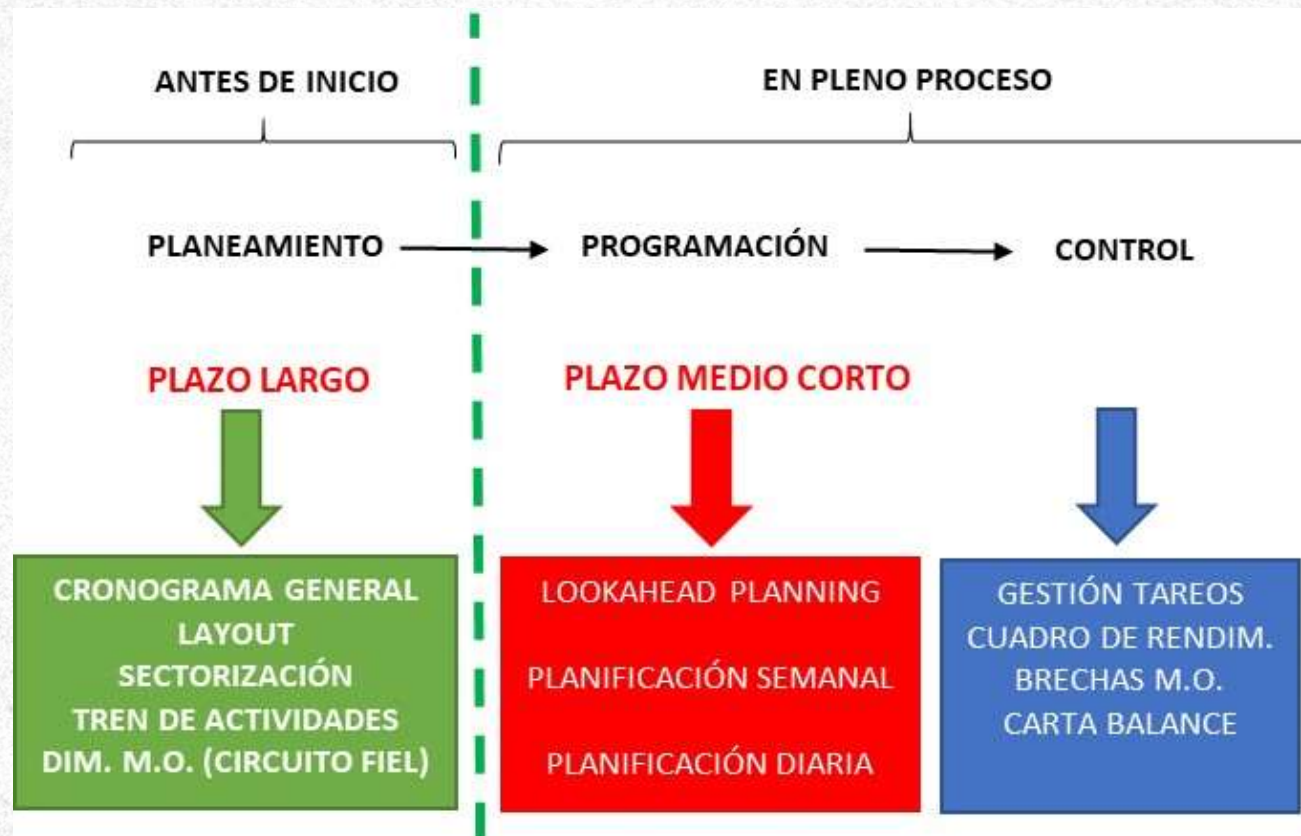 ANTES DE INICIO
EN PLENO PROCESO
PLANEAMIENTO
PROGRAMACIÓN
CONTROL
PLAZO LARGO
PLAZO MEDIO CORTO
CRONOGRAMA GENERAL
LAYOUT
SECTORIZACIÓN
TREN DE ACTIVIDADES
DIM. M.O. (CIRCUITO FIEL)
LOOKAHEAD PLANNING
PLANIFICACIÓN SEMANAL
PLANIFICACIÓN DIARIA
GESTIÓN TAREOS
CUADRO DE RENDIM.
BRECHAS M.O.
CARTA BALANCE